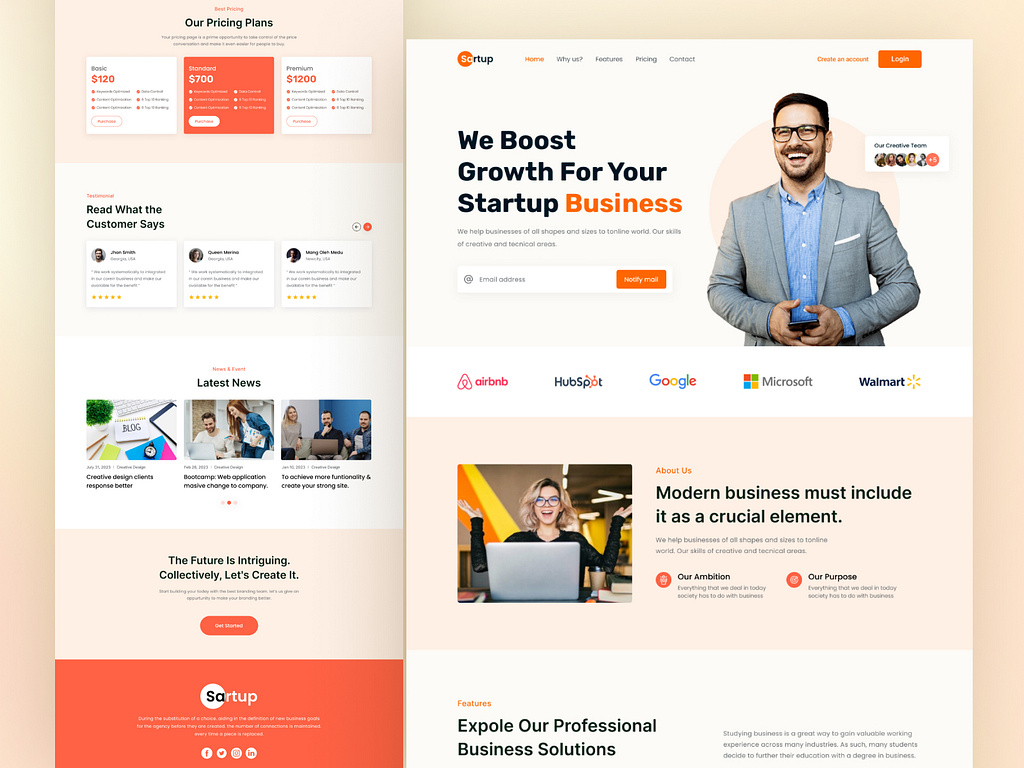 Best Pricing
Our Pricing Plans
Your pricing page is a prime opportunity to take control of the price
conversation and make it even easier for people to buy.
Basic
$120
Keywords Optimized
Data Control
Content Optimization
$ Top 10 Ranking
Content Optimization
$ Top 10 Ranking
Purchase
Standard
$700
Keywords Optimized
Data Control
Content Optimization
$ Top 10 Ranking
Content Optimization
$ Top 10 Ranking
Purchase
Premium
$1200
Keywords Optimized
Data Control
Content Optimization
$ Top 10 Ranking
Content Optimization
$ Top 10 Ranking
Purchase
Testimonial
Read What the
Customer Says
Jhon Smith
Georgia, USA
" We work systematically to integrated
in our corem business and make our
available for the benefit "
Queen Merina
Georgia, USA
" We work systematically to integrated
in our corem business and make our
available for the benefit "
Mang Oleh Medu
" We work systematically to integrated
in our corem business and make our
available for the benefit "
News & Event
Latest News
BLOG
July 31, 2023
Creative Design
Creative design clients
response better
Feb 28, 2023
Creative Design
Bootcamp: Web application
masive change to company.
Jan 10, 2023
Creative Design
To achieve more funtionality &
create your strong site.
The Future Is Intriguing.
Collectively, Let's Create It.
Start building your today with the best branding team. let's us give an
oppurtunity to make your branding better.
Get Started
Sartup
During the substitution of a choice, aiding in the definition of new business goals
for the agency before they are created, the number of connections is maintained.
every time a piece is replaced.
Sartup
Home
Why us?
Features
Pricing
Contact
Create an account
Login
We Boost
Growth For Your
Startup Business
We help businesses of all shapes and sizes to tonline world. Our skills
of creative and tecnical areas.
@ Email address
Notify mail
Our Creative Team
+5
airbnb
HubSpot
Google
Microsoft
Walmart
About Us
Modern business must include
it as a crucial element.
We help businesses of all shapes and sizes to tonline
world. Our skills of creative and tecnical areas.
Our Ambition
Everything that we deal in today
society has to do with business
Our Purpose
Everything that we deal in today
society has to do with business
Features
Expole Our Professional
Business Solutions
Studying business is a great way to gain valuable working
experience across many industries. As such, many students
decide to further their education with a degree in business.